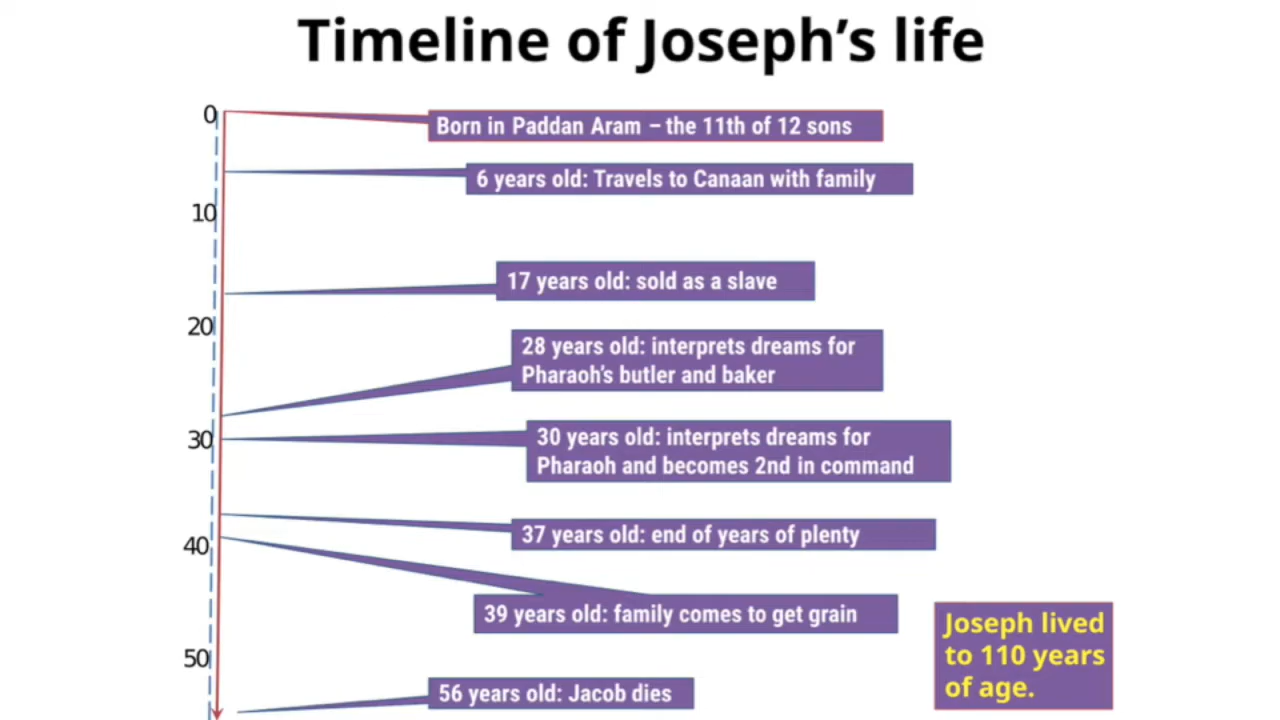 Timeline of Joseph's life
0
Born in Paddan Aram – the 11th of 12 sons
6 years old: Travels to Canaan with family
10
17 years old: sold as a slave
20
28 years old: interprets dreams for
Pharaoh's butler and baker
30
30 years old: interprets dreams for
Pharaoh and becomes 2nd in command
37 years old: end of years of plenty
40
39 years old: family comes to get grain
Joseph lived
to 110 years
of age.
50
56 years old: Jacob dies